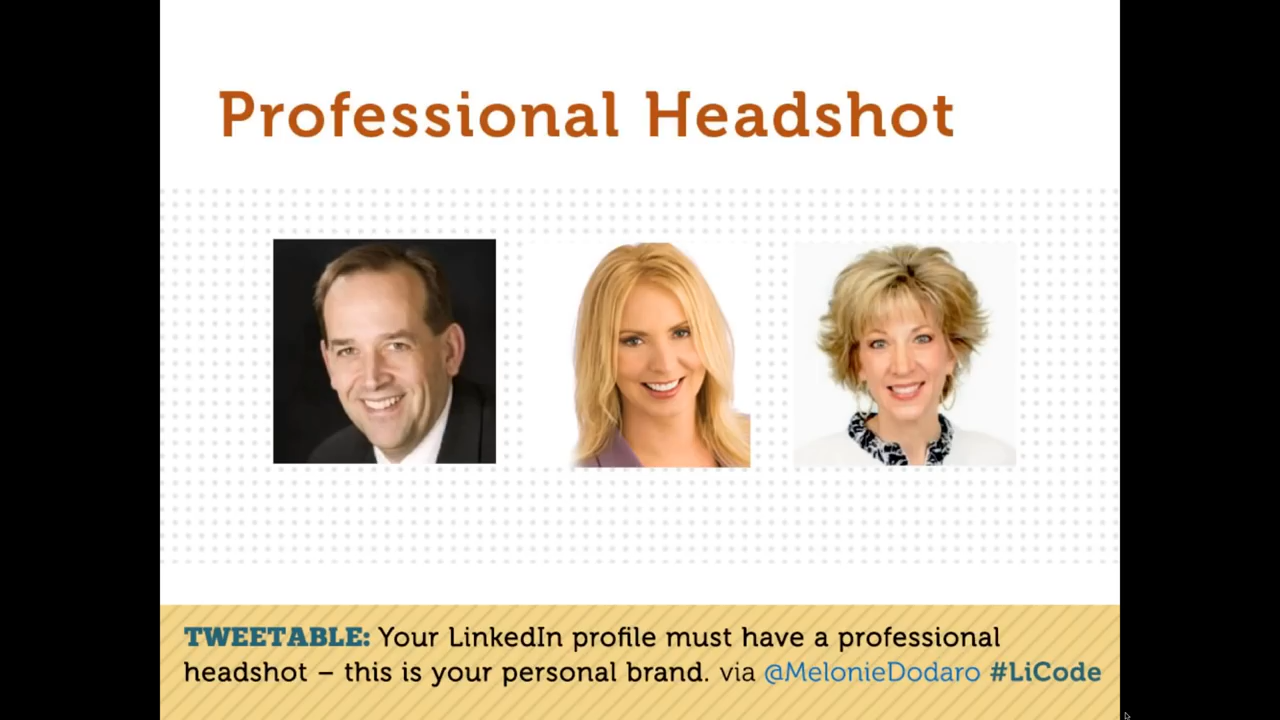 Professional Headshot
TWEETABLE: Your LinkedIn profile must have a professional
headshot – this is your personal brand. via @MelonieDodaro #LiCode